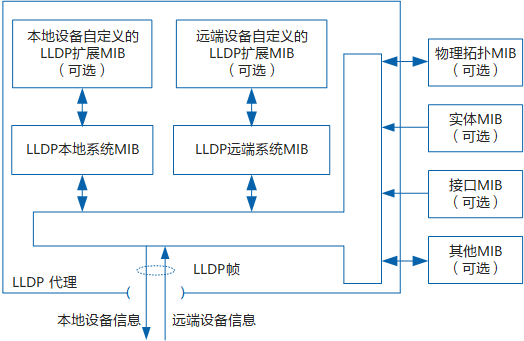 本地设备自定义的
LLDP扩展MIB
（可选）
远端设备自定义的
LLDP扩展MIB
（可选）
物理拓扑MIB
（可选）
实体MIB
（可选）
LLDP本地系统MIB
LLDP远端系统MIB
接口MIB
（可选）
其他MIB
（可选）
LLDP帧
LLDP 代理
本地设备信息
远端设备信息